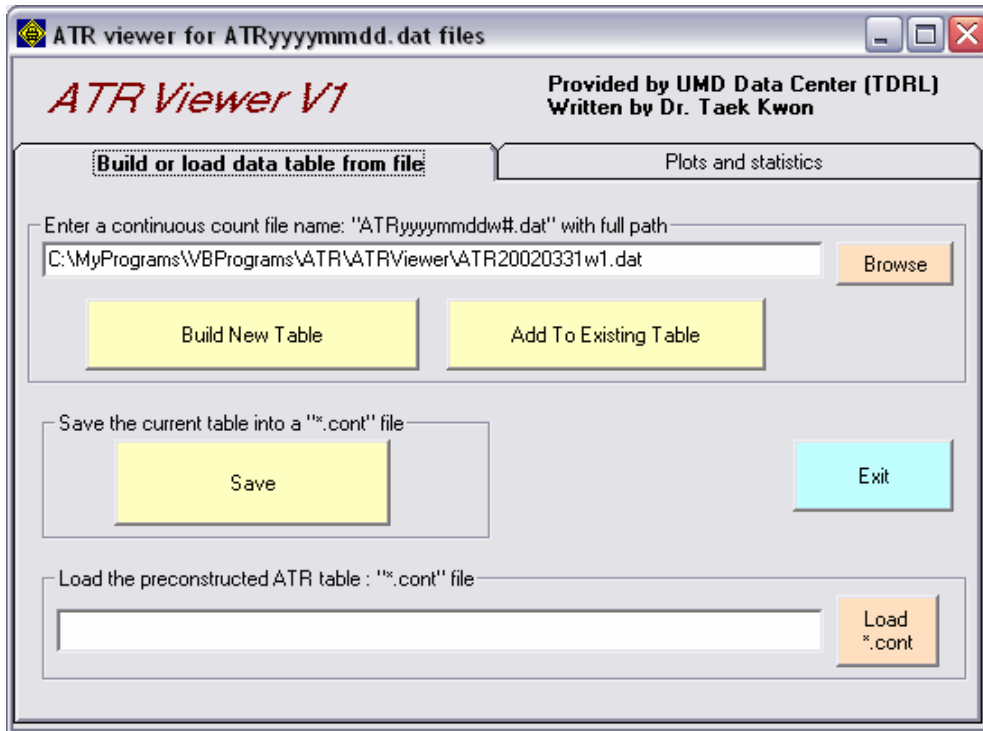 ATR viewer for ATRyyyymmdd.dat files
ATR Viewer V1
Provided by UMD Data Center (TDRL)
Written by Dr. Taek Kwon
Build or load data table from file
Plots and statistics
Enter a continuous count file name: "ATRyyyymmddw#.dat" with full path
C:\MyPrograms\VBPrograms\ATR\ATRViewer\ATR20020331w1.dat
Browse
Build New Table
Add To Existing Table
Save the current table into a "*.cont" file
Save
Exit
Load the preconstructed ATR table : "*.cont" file
Load
*.cont